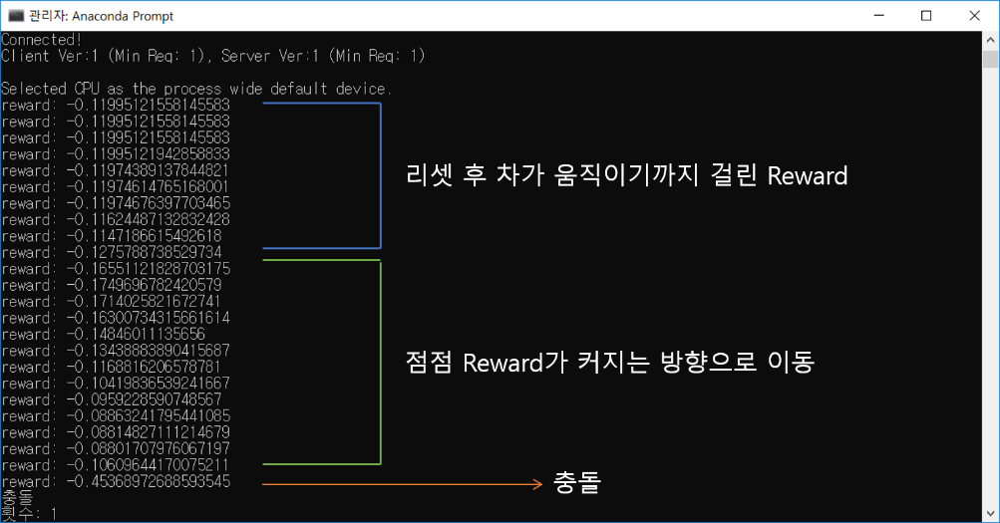 관리자: Anaconda Prompt
Connected!
Client Ver:1 (Min Req: 1), Server Ver:1 (Min Req: 1)
Selected CPU as the process wide default device.
reward: -0.11995121558145583
reward: -0.11995121558145583
reward: -0.11995121558145583
reward: -0.11995121942858833
reward: -0.11974389137844821
reward: -0.11974614765168001
reward: -0.11974676397703465
reward: -0.11624487132832428
reward: -0.1147186615492618
reward: -0.1275788738529734
리셋 후 차가 움직이기까지 걸린 Reward
reward: -0.16551121828703175
reward: -0.1749696782420579
reward: -0.1714025821672741
reward: -0.16300734315661614
reward: -0.14846011135656
reward: -0.13438883890415687
reward: -0.1168816206578781
reward: -0.10419836539241667
reward: -0.0959228590748567
reward: -0.08863241795441085
reward: -0.08814827111214679
reward: -0.08801707976067197
reward: -0.10609644170075211
점점 Reward가 커지는 방향으로 이동
reward: -0.45368972688593545
충돌
충돌
횟수: 1